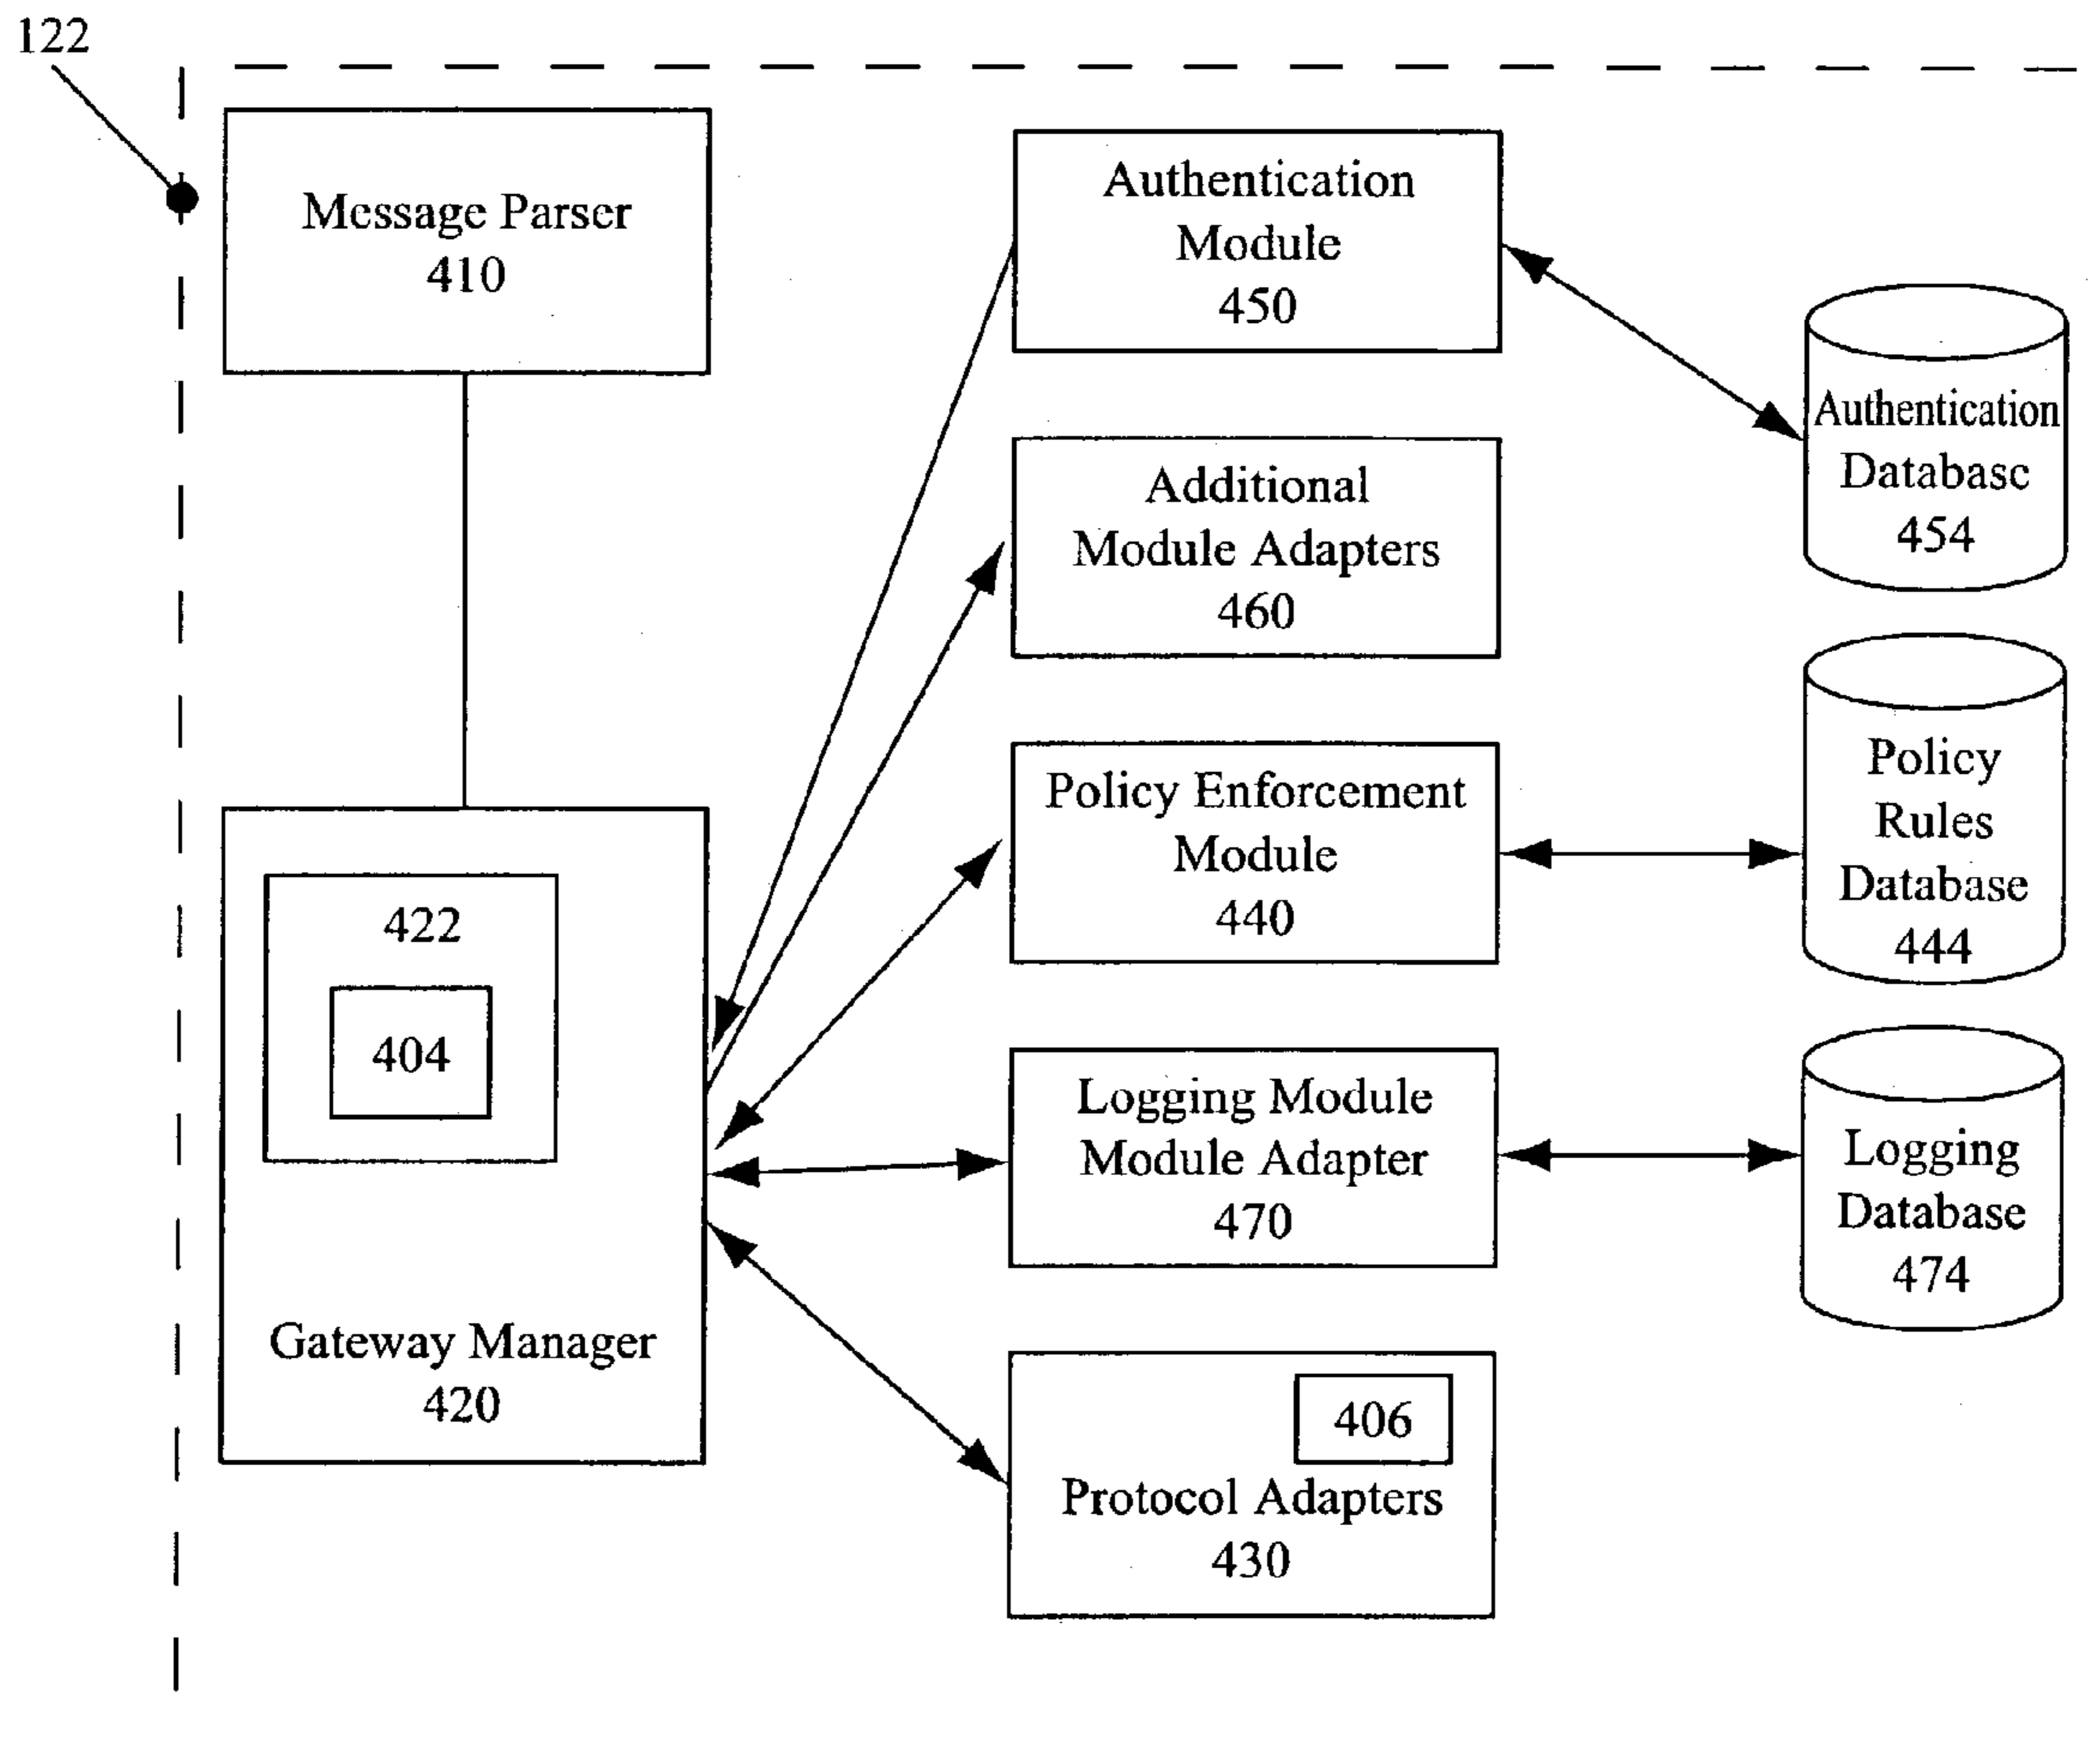 122
Message Parser
410
Authentication
Module
450
Authentication
Database
454
Additional
Module Adapters
460
Policy Enforcement
Module
440
Policy
Rules
Database
444
422
404
Gateway Manager
420
Logging Module
Module Adapter
470
Logging
Database
474
406
Protocol Adapters
430